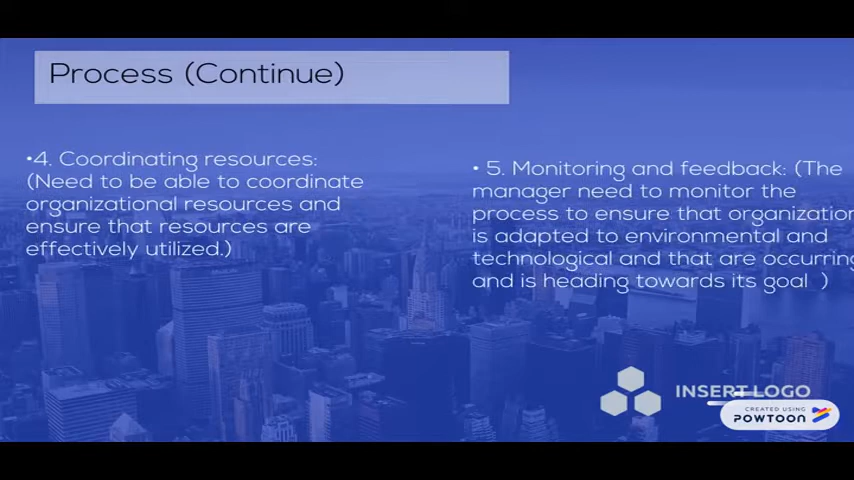 Process (Continue)
•4. Coordinating resources:
(Need to be able to coordinate
organizational resources and
ensure that resources are
effectively utilized.)
• 5. Monitoring and feedback: (The
manager need to monitor the
process to ensure that organization
is adapted to environmental and
technological and that are occurring
and is heading towards its goal )
INSERT LOGO
CREATED USING
POWTOON